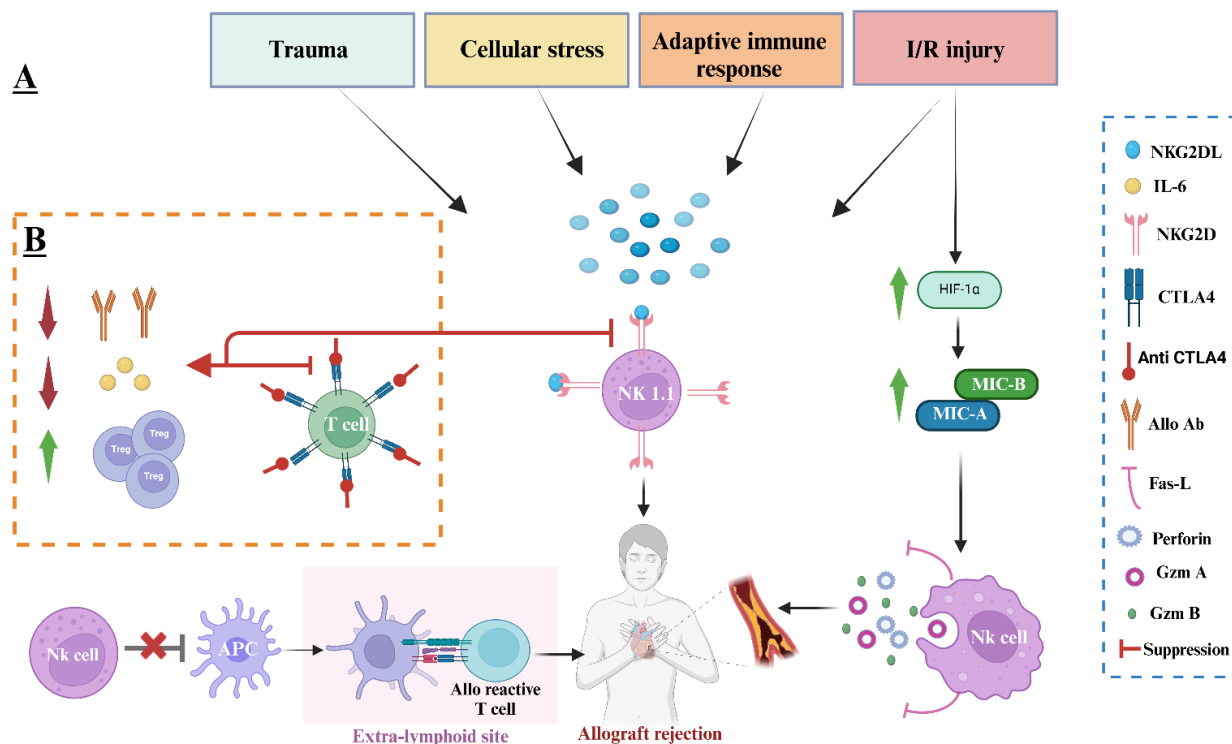 A
Trauma
Cellular stress
Adaptive immune
response
I/R injury
B
HIF-1α
MIC-B
MIC-A
NK 1.1
T cell
Treg
Treg
Treg
Nk cell
APC
Allo reactive
T cell
Extra-lymphoid site
Allograft rejection
Nk cell
NKG2DL
IL-6
NKG2D
CTLA4
Anti CTLA4
Allo Ab
Fas-L
Perforin
Gzm A
Gzm B
Suppression